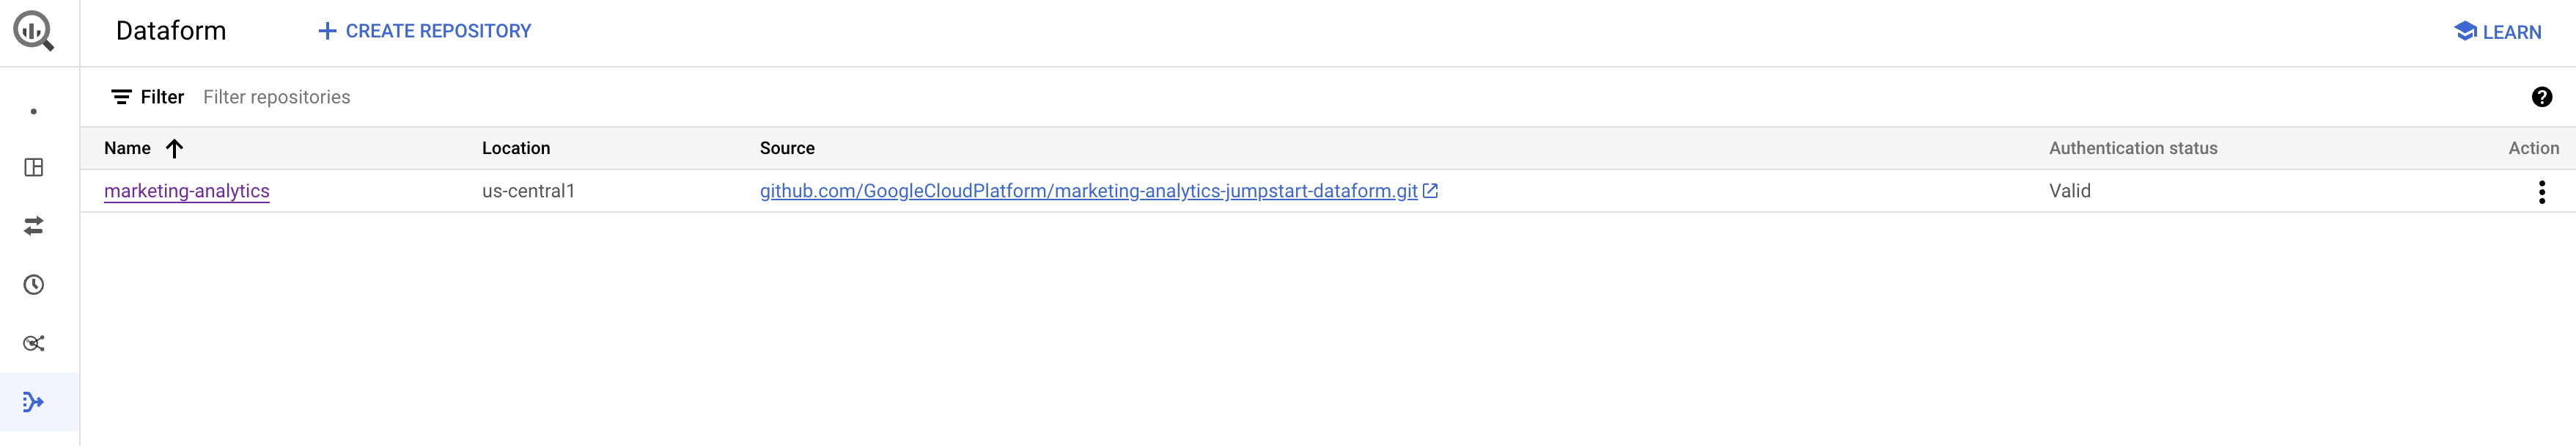 Dataform CREATE REPOSITORY LEARN
Filter Filter repositories
Name Location Source Authentication status Action
marketing-analytics us-central1 github.com/GoogleCloudPlatform/marketing-analytics-jumpstart-dataform.git Valid